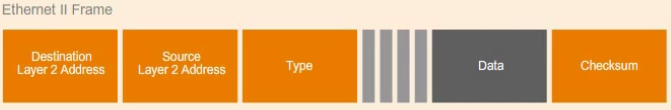 Ethernet II Frame
Destination
Layer 2 Address
Source
Layer 2 Address
Type
Data
Checksum